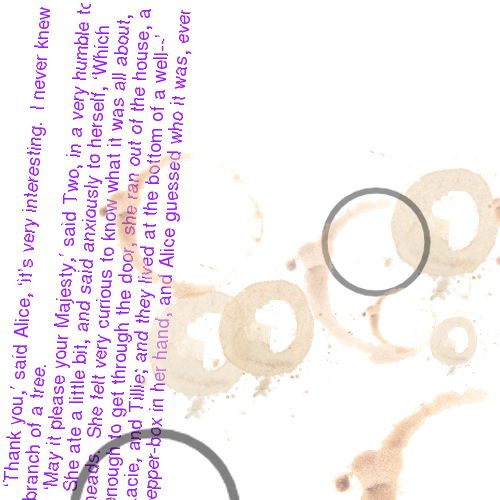 'Thank you,' said Alice, 'it's very interesting.  I never knew
branch of a tree.
'May it please your Majesty,' said Two, in a very humble
She ate a little bit, and said anxiously to herself, 'Which
heads.  She felt very curious to know what it was all about,
enough to get through the door, she ran out of the house, a
Lacie, and Tillie; and they lived at the bottom of a well--'
pepper-box in her hand, and Alice guessed who it was, ever